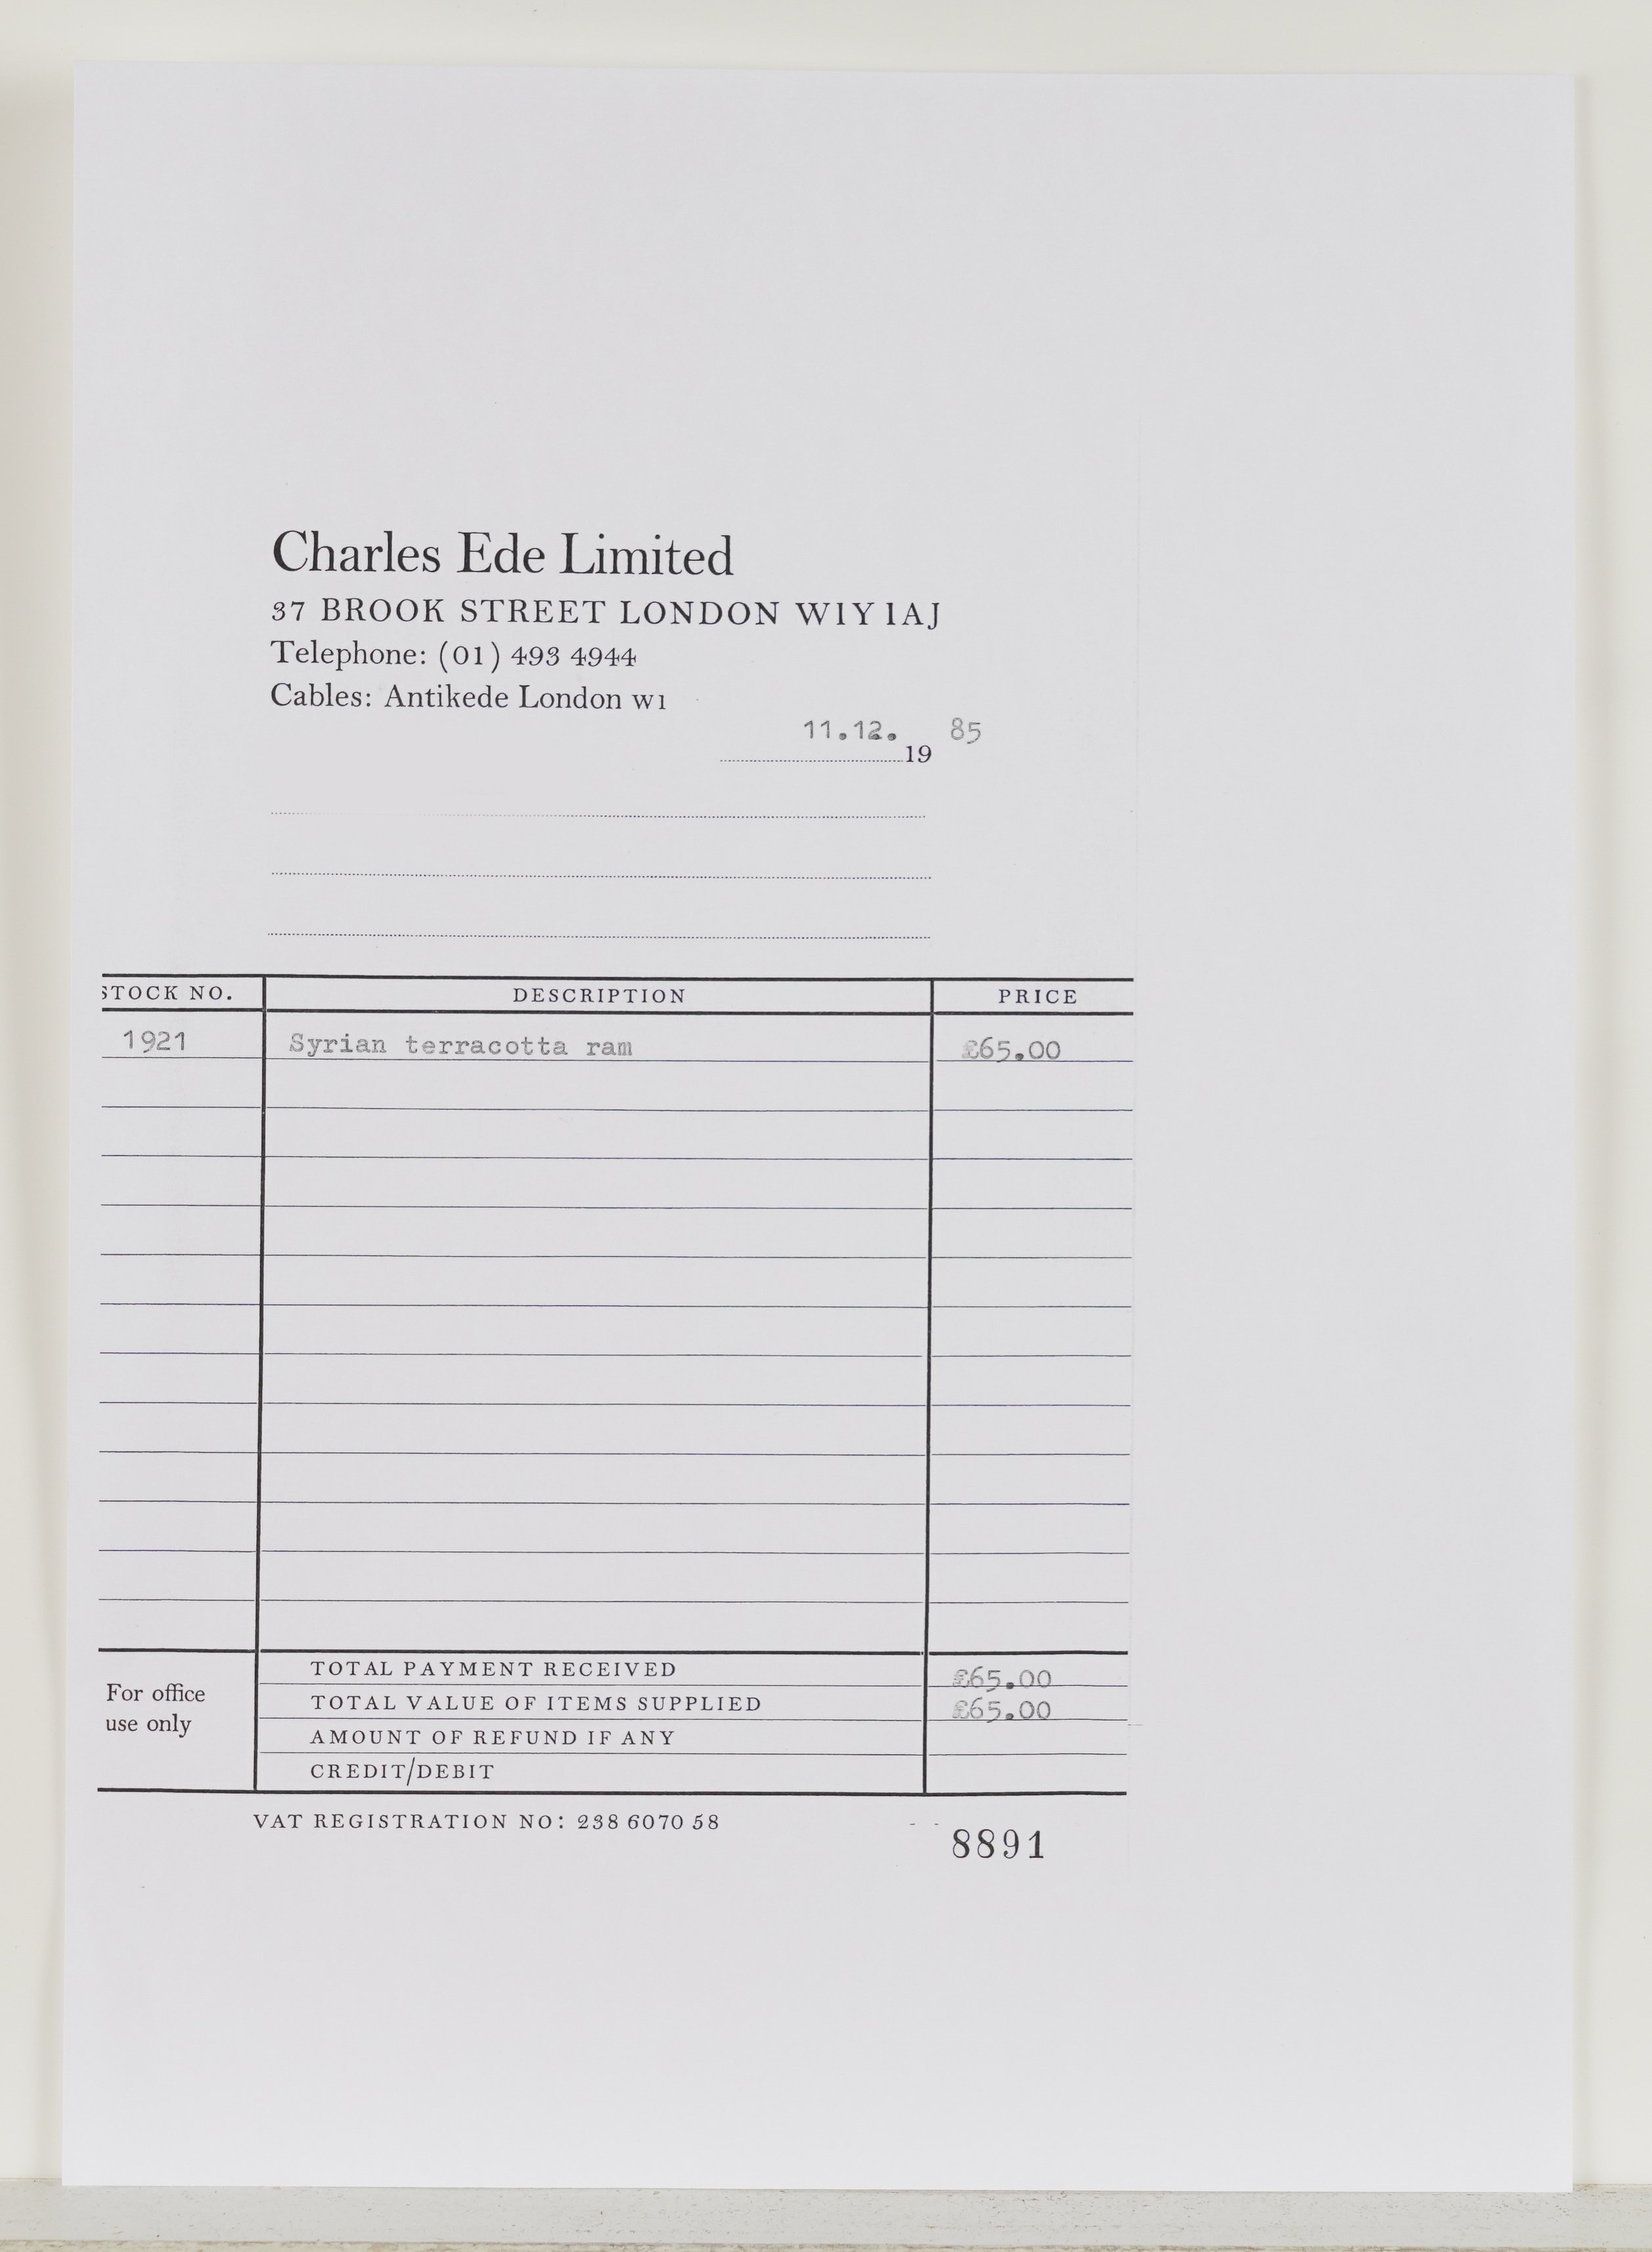 Charles Ede Limited
37 BROOK STREET LONDON W1Y 1AJ
Telephone: (01) 493 4944
Cables: Antikede London W1
11.12. 85
19
STOCK NO. DESCRIPTION PRICE
1921 Syrian terracotta ram £65.00
TOTAL PAYMENT RECEIVED £65.00
For office
use only
TOTAL VALUE OF ITEMS SUPPLIED £65.00
AMOUNT OF REFUND IF ANY
CREDIT/DEBIT
VAT REGISTRATION NO: 238 6070 58
8891